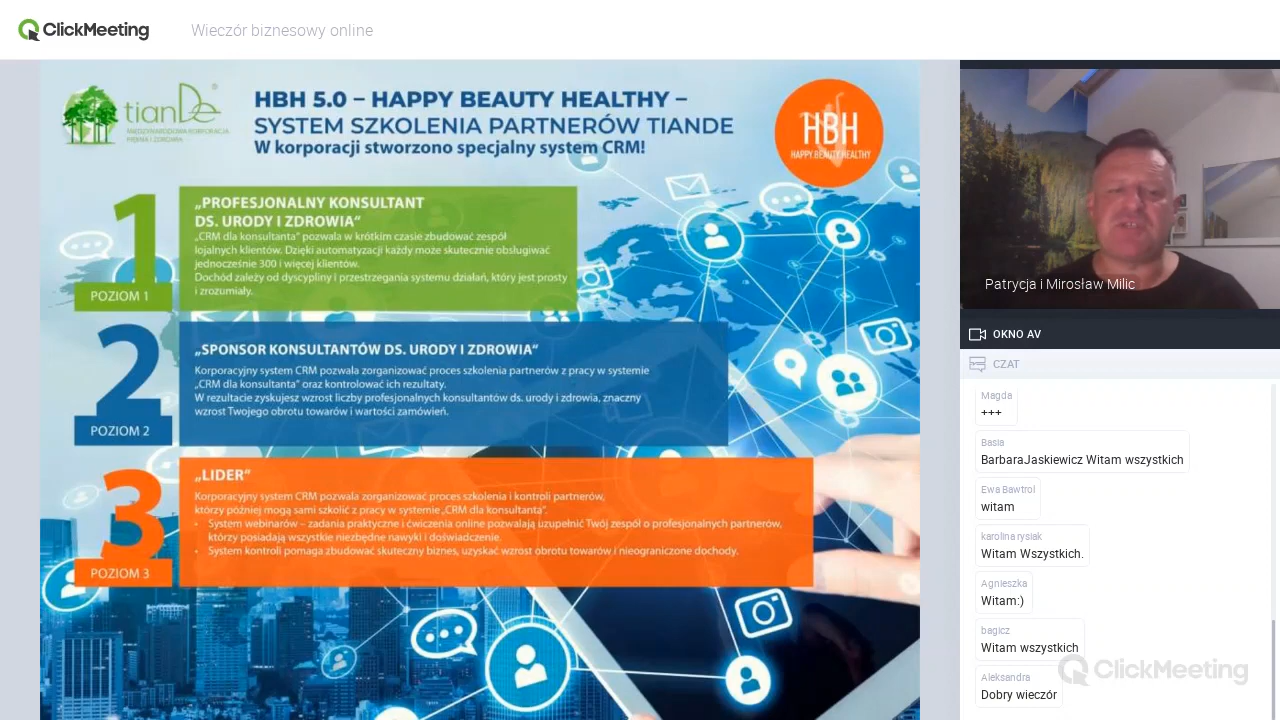 ClickMeeting
Wieczór biznesowy online
tianDe
MIĘDZYNARODOWA KORPORACJA
PIĘKNA I ZDROWIA
HBH 5.0 – HAPPY BEAUTY HEALTHY –
SYSTEM SZKOLENIA PARTNERÓW TIANDE
W korporacji stworzono specjalny system CRM!
HBH
HAPPY.BEAUTY.HEALTHY
1
POZIOM 1
„PROFESJONALNY KONSULTANT
DS. URODY I ZDROWIA“
„CRM dla konsultanta“ pozwala w krótkim czasie zbudować zespół
lojalnych klientów. Dzięki automatyzacji każdy może skutecznie obsługiwać
jednocześnie 300 i więcej klientów.
Dochód zależy od dyscypliny i przestrzegania systemu działań, który jest prosty
i zrozumiały.
2
POZIOM 2
„SPONSOR KONSULTANTÓW DS. URODY I ZDROWIA“
Korporacyjny system CRM pozwala zorganizować proces szkolenia partnerów z pracy w systemie
„CRM dla konsultanta“ oraz kontrolować ich rezultaty.
W rezultacie zyskujesz wzrost liczby profesjonalnych konsultantów ds. urody i zdrowia, znaczny
wzrost Twojego obrotu towarów i wartości zamówień.
3
POZIOM 3
„LIDER“
Korporacyjny system CRM pozwala zorganizować proces szkolenia i kontroli partnerów,
którzy później mogą sami szkolić z pracy w systemie „CRM dla konsultanta“.
• System webinarów – zadania praktyczne i ćwiczenia online pozwalają uzupełnić Twój zespół o profesjonalnych partnerów,
którzy posiadają wszystkie niezbędne nawyki i doświadczenie.
• System kontroli pomaga zbudować skuteczny biznes, uzyskać wzrost obrotu towarów i nieograniczone dochody.
Patrycja i Mirosław Milic
OKNO AV
CZAT
Magda
+++
Basia
BarbaraJaskiewicz Witam wszystkich
Ewa Bawtrol
witam
karolina rysiak
Witam Wszystkich.
Agnieszka
Witam:)
bagicz
Witam wszystkich
Aleksandra
Dobry wieczór
ClickMeeting